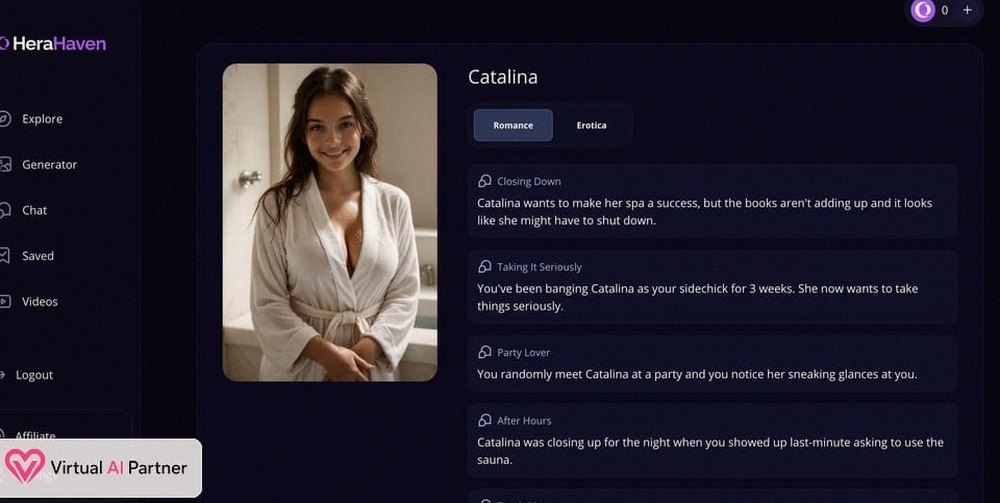 0 +
HeraHaven
Catalina
Explore
Romance Erotica
Generator
Closing Down
Chat
Catalina wants to make her spa a success, but the books aren't adding up and it looks
like she might have to shut down.
Saved
Taking It Seriously
Videos
You've been banging Catalina as your sidechick for 3 weeks. She now wants to take
things seriously.
Party Lover
Logout
You randomly meet Catalina at a party and you notice her sneaking glances at you.
After Hours
Affiliate
Catalina was closing up for the night when you showed up last-minute asking to use the
sauna.
Virtual AI Partner